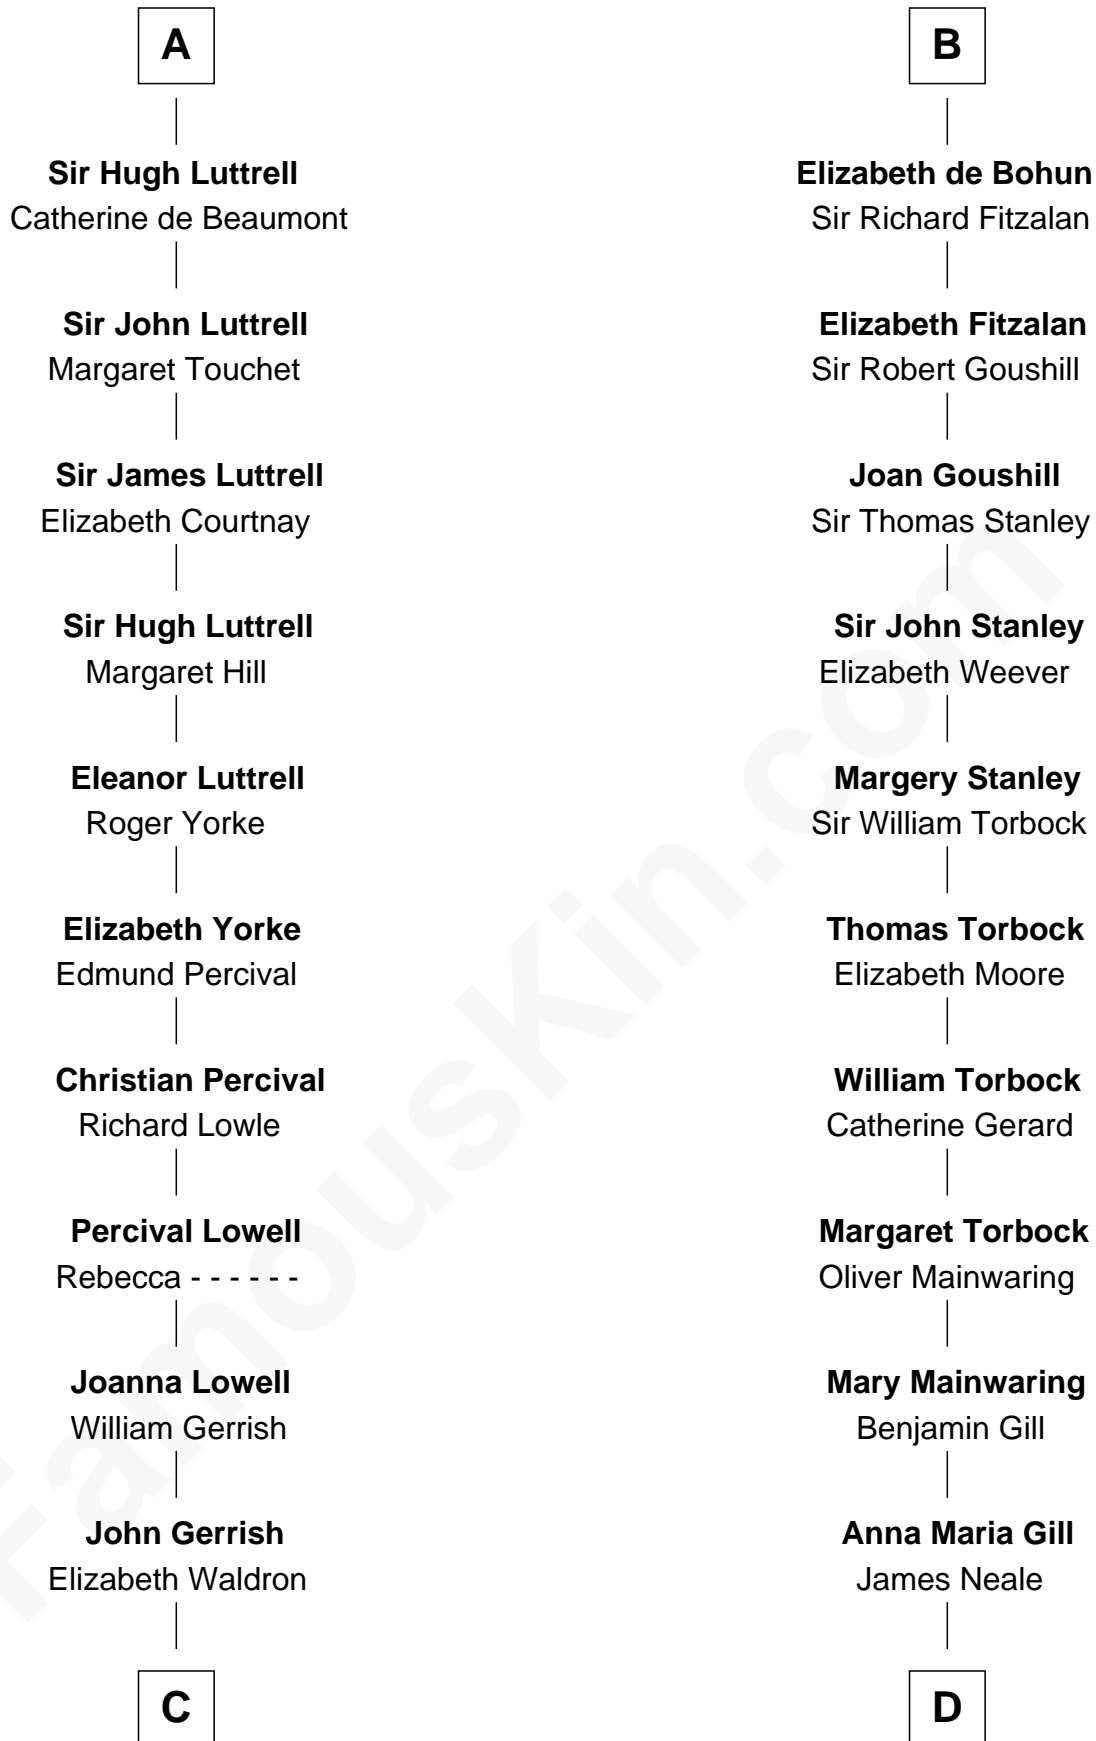 A
Sir Hugh Luttrell
Catherine de Beaumont
Sir John Luttrell
Margaret Touchet
Sir James Luttrell
Elizabeth Courtnay
Sir Hugh Luttrell
Margaret Hill
Eleanor Luttrell
Roger Yorke
Elizabeth Yorke
Edmund Percival
Christian Percival
Richard Lowle
Percival Lowell
Rebecca - - - - - -
Joanna Lowell
William Gerrish
John Gerrish
Elizabeth Waldron
C
B
Elizabeth de Bohun
Sir Richard Fitzalan
Elizabeth Fitzalan
Sir Robert Goushill
Joan Goushill
Sir Thomas Stanley
Sir John Stanley
Elizabeth Weever
Margery Stanley
Sir William Torbock
Thomas Torbock
Elizabeth Moore
William Torbock
Catherine Gerard
Margaret Torbock
Oliver Mainwaring
Mary Mainwaring
Benjamin Gill
Anna Maria Gill
James Neale
D
FamousKin.com